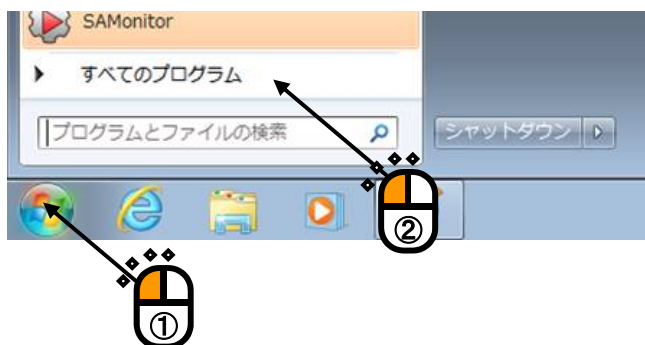 SAMonitor
すべてのプログラム
プログラムとファイルの検索
シャットダウン
②
①